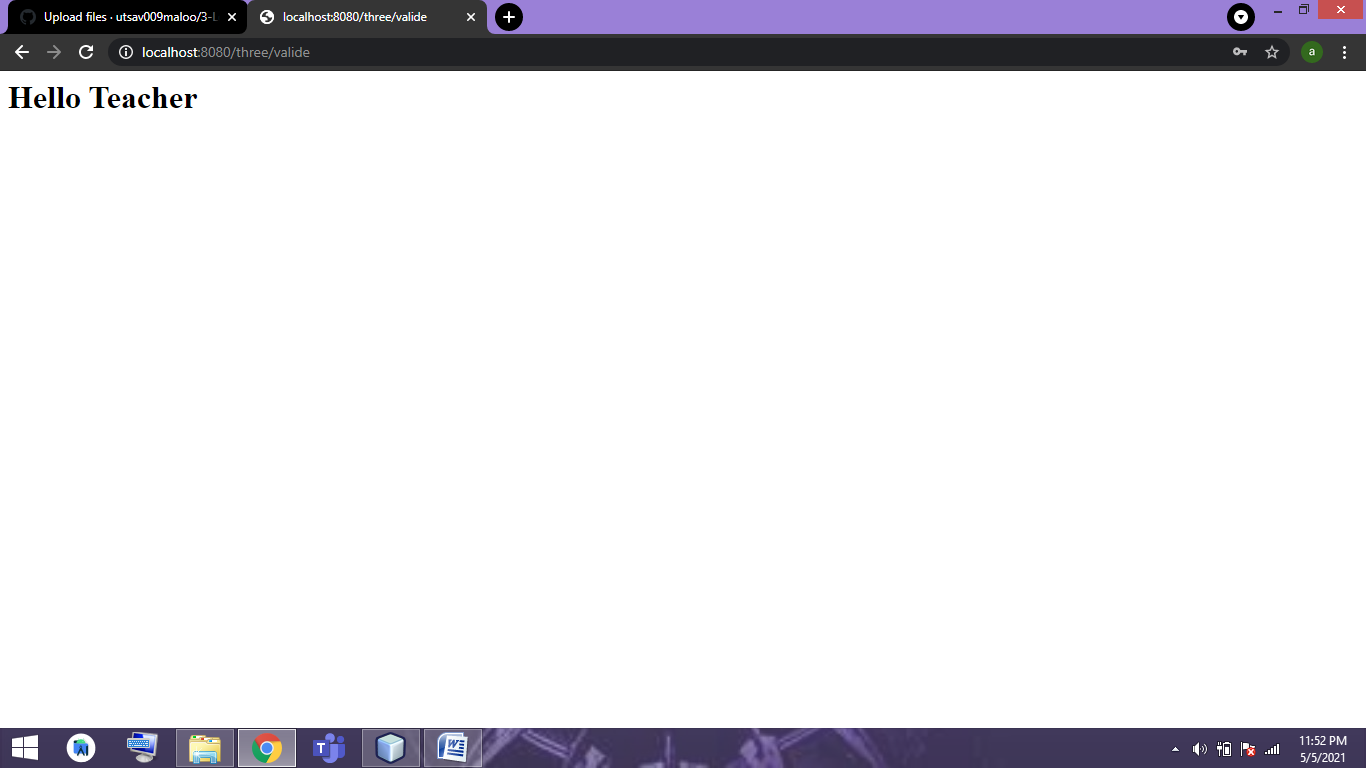 Upload files · utsav009maloo/3-L
localhost:8080/three/valide
localhost:8080/three/valide
a
Hello Teacher
11:52 PM
5/5/2021